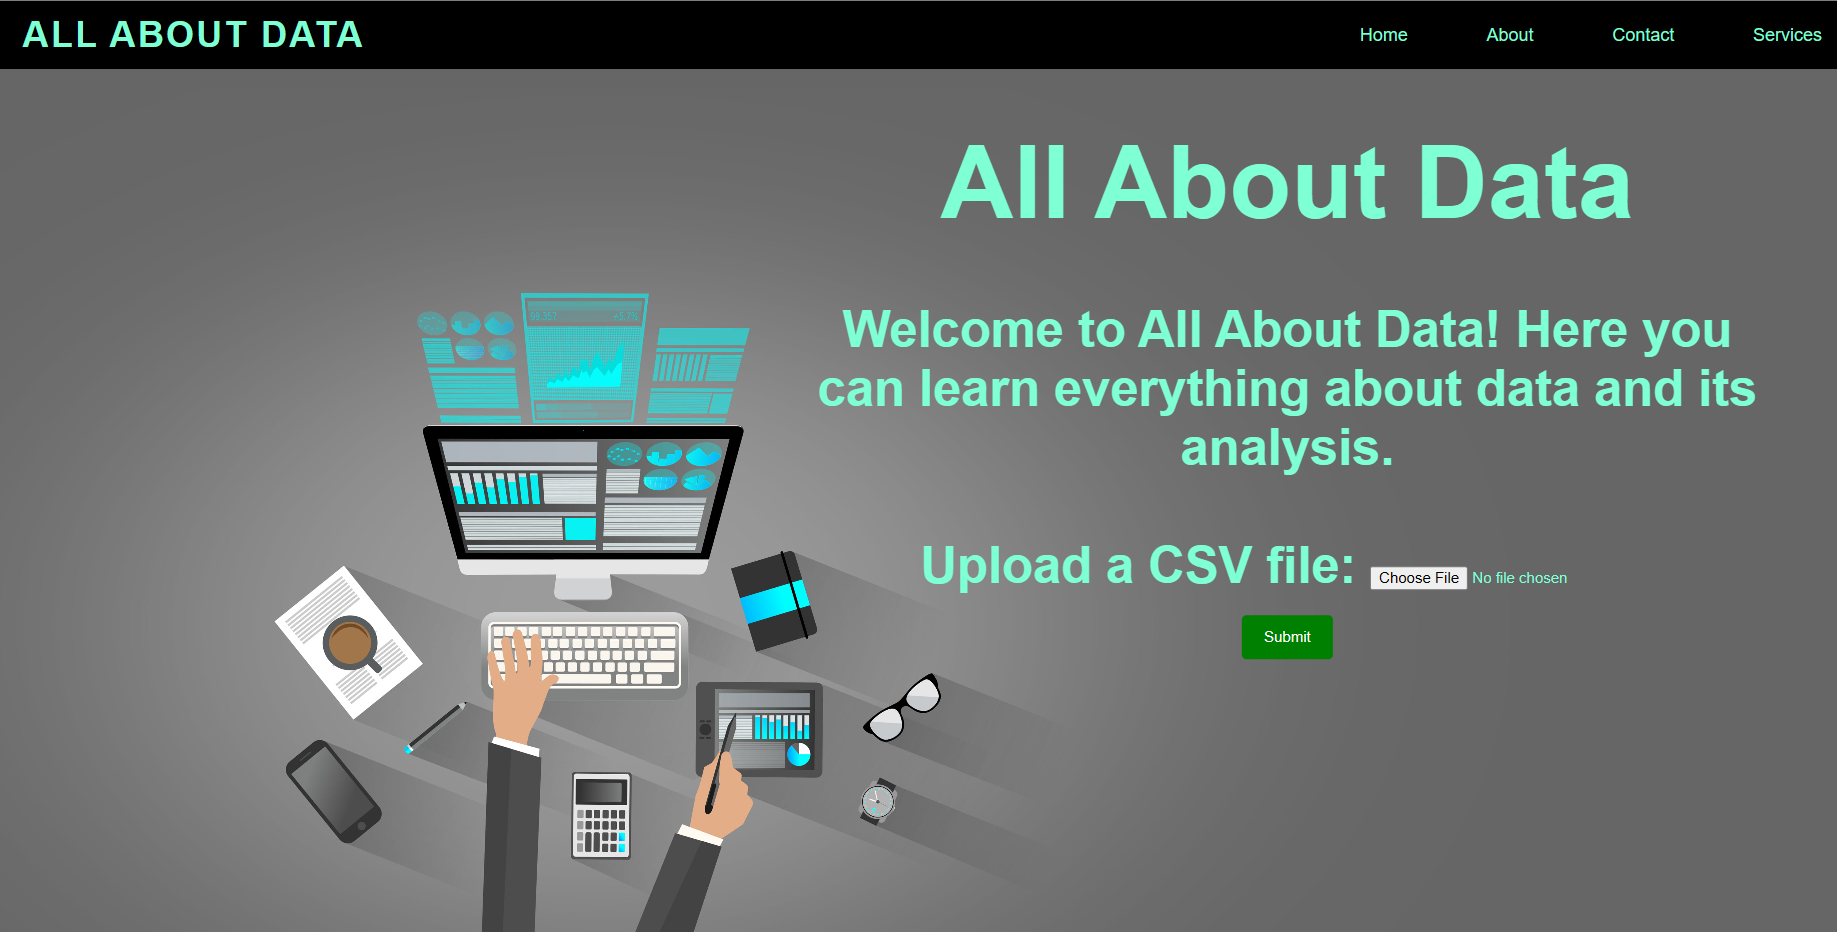 ALL ABOUT DATA
Home About Contact Services
All About Data
Welcome to All About Data! Here you
can learn everything about data and its
analysis.
Upload a CSV file: Choose File No file chosen
Submit